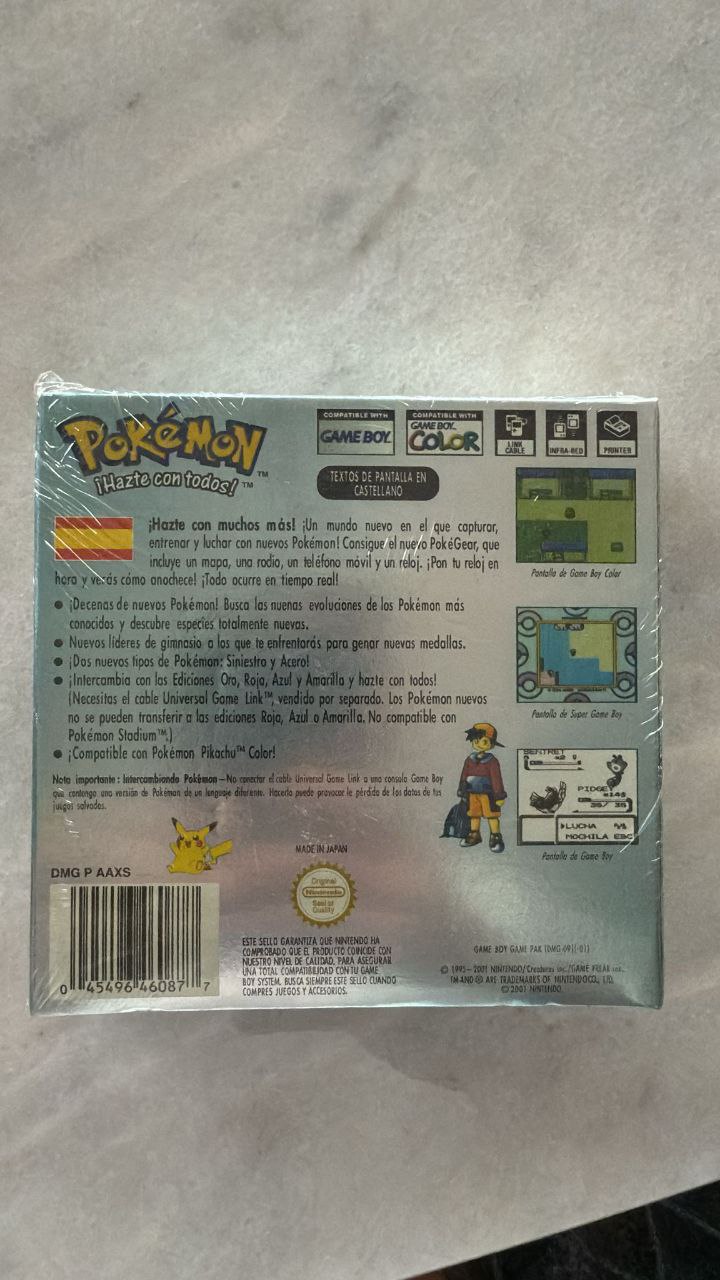 POKÉMON™
¡Hazte con todos!™
COMPATIBLE WITH
GAME BOY
COMPATIBLE WITH
GAME BOY
COLOR
LINK
CABLE
INFRA-RED
PRINTER
TEXTOS DE PANTALLA EN
CASTELLANO
¡Hazte con muchos más! ¡Un mundo nuevo en el que capturar,
entrenar y luchar con nuevos Pokémon! Consigue el nuevo PokéGear, que
incluye un mapa, una radio, un teléfono móvil y un reloj. ¡Pon tu reloj en
hora y verás cómo anochece! ¡Todo ocurre en tiempo real!
● ¡Decenas de nuevos Pokémon! Busca las nuenas evoluciones de los Pokémon más
conocidos y descubre especies totalmente nuevas.
● Nuevos líderes de gimnasio a los que te enfrentarás para genar nuevas medallas.
● ¡Dos nuevos tipos de Pokémon: Siniestro y Acero!
● ¡Intercambia con las Ediciones Oro, Roja, Azul y Amarilla y hazte con todos!
(Necesitas el cable Universal Game Link™, vendido por separado. Los Pokémon nuevos
no se pueden transferir a las ediciones Roja, Azul o Amarilla. No compatible con
Pokémon Stadium™.)
● ¡Compatible con Pokémon Pikachu™ Color!
Nota importante: Intercambiando Pokémon–No conectar el cable Universal Game Link a una consola Game Boy
que contenga una versión de Pokémon de un lenguaje diferente. Hacerlo puede provocar la pérdida de los datos de tus
juegos salvados.
Pantalla de Game Boy Color
Pantalla de Super Game Boy
SENTRET
PIDGEY
LUCHA
MOCHILA ESC
Pantalla de Game Boy
DMG P AAXS
0 45496 46087 7
MADE IN JAPAN
Original
Nintendo
Seal of
Quality
ESTE SELLO GARANTIZA QUE NINTENDO HA
COMPROBADO QUE EL PRODUCTO COINCIDE CON
NUESTRO NIVEL DE CALIDAD, PARA ASEGURAR
UNA TOTAL COMPATIBILIDAD CON TU GAME
BOY SYSTEM. BUSCA SIEMPRE ESTE SELLO CUANDO
COMPRES JUEGOS Y ACCESORIOS.
GAME BOY GAME PAK (DMG-09)(-01)
© 1995–2001 NINTENDO/Creatures inc./GAME FREAK inc.
TM AND ® ARE TRADEMARKS OF NINTENDO CO., LTD.
© 2001 NINTENDO.